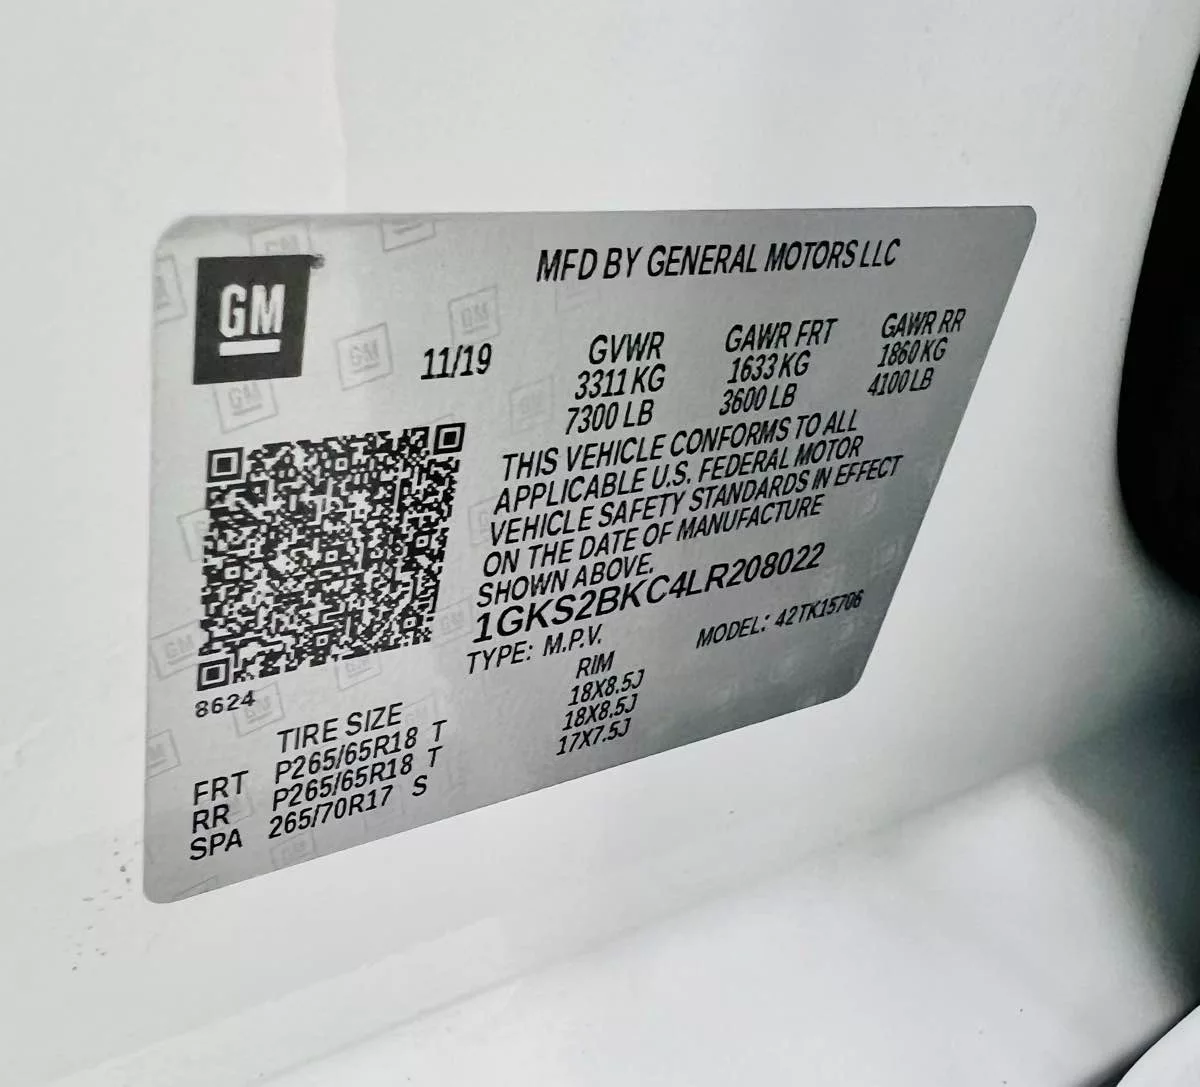 GM
MFD BY GENERAL MOTORS LLC
11/19
GVWR GAWR FRT GAWR RR
3311 KG 1633 KG 1860 KG
7300 LB 3600 LB 4100 LB
THIS VEHICLE CONFORMS TO ALL
APPLICABLE U.S. FEDERAL MOTOR
VEHICLE SAFETY STANDARDS IN EFFECT
ON THE DATE OF MANUFACTURE
SHOWN ABOVE.
1GKS2BKC4LR208022
TYPE: M.P.V. MODEL: 42TK15706
8624
TIRE SIZE RIM
FRT P265/65R18 T 18X8.5J
RR P265/65R18 T 18X8.5J
SPA 265/70R17 S 17X7.5J